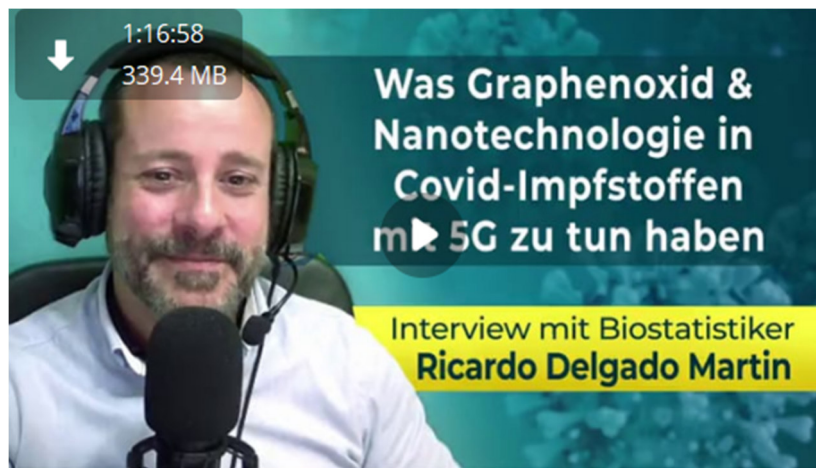 1:16:58
339.4 MB
Was Graphenoxid &
Nanotechnologie in
Covid-Impfstoffen
mit 5G zu tun haben
Interview mit Biostatistiker
Ricardo Delgado Martin